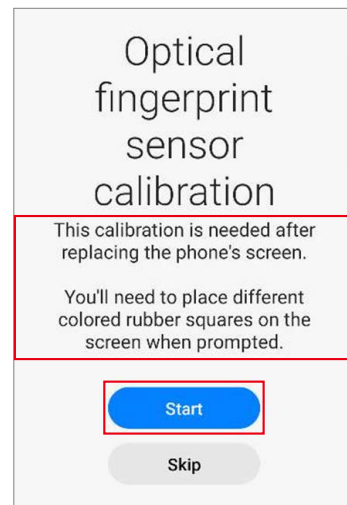 Optical
fingerprint
sensor
calibration
This calibration is needed after
replacing the phone's screen.
You'll need to place different
colored rubber squares on the
screen when prompted.
Start
Skip